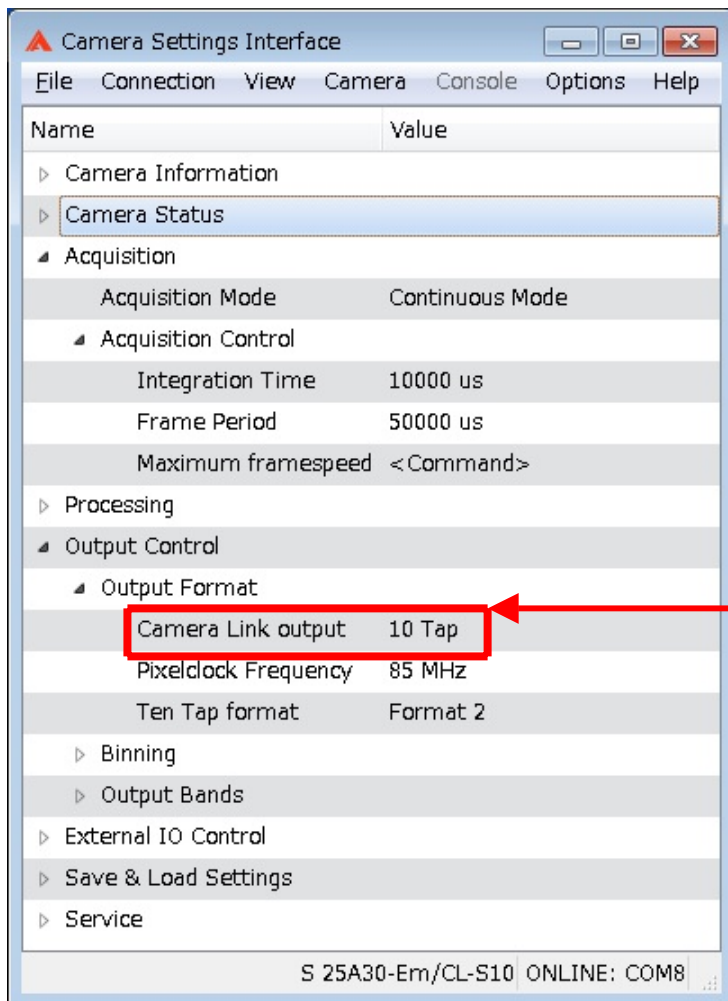 Camera Settings Interface
File Connection View Camera Console Options Help
Name Value
Camera Information
Camera Status
Acquisition
Acquisition Mode Continuous Mode
Acquisition Control
Integration Time 10000 us
Frame Period 50000 us
Maximum framespeed <Command>
Processing
Output Control
Output Format
Camera Link output 10 Tap
Pixelclock Frequency 85 MHz
Ten Tap format Format 2
Binning
Output Bands
External IO Control
Save & Load Settings
Service
S 25A30-Em/CL-S10 ONLINE: COM8